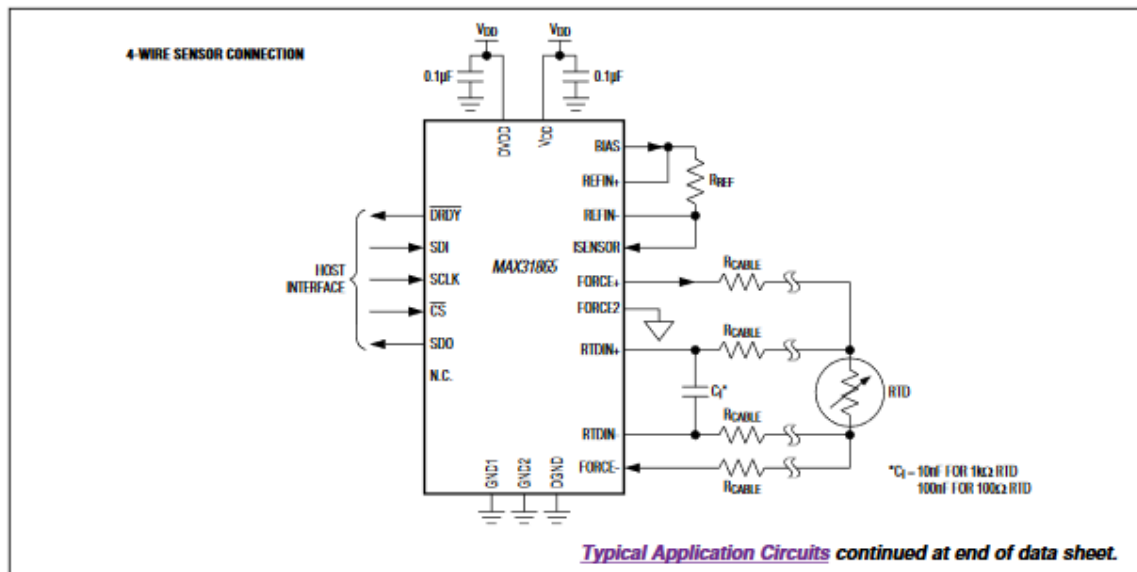 4-WIRE SENSOR CONNECTION
VDD
VDD
0.1µF
0.1µF
DVDD
VDD
BIAS
REFIN+
RREF
REFIN-
ISENSOR
DRDY
SDI
SCLK
CS
SDO
N.C.
HOST
INTERFACE
MAX31865
FORCE+
RCABLE
FORCE2
RTDIN+
RCABLE
CI*
RTD
RTDIN-
RCABLE
FORCE-
RCABLE
GND1
GND2
DGND
*CI = 10nF FOR 1kΩ RTD
100nF FOR 100Ω RTD
Typical Application Circuits continued at end of data sheet.